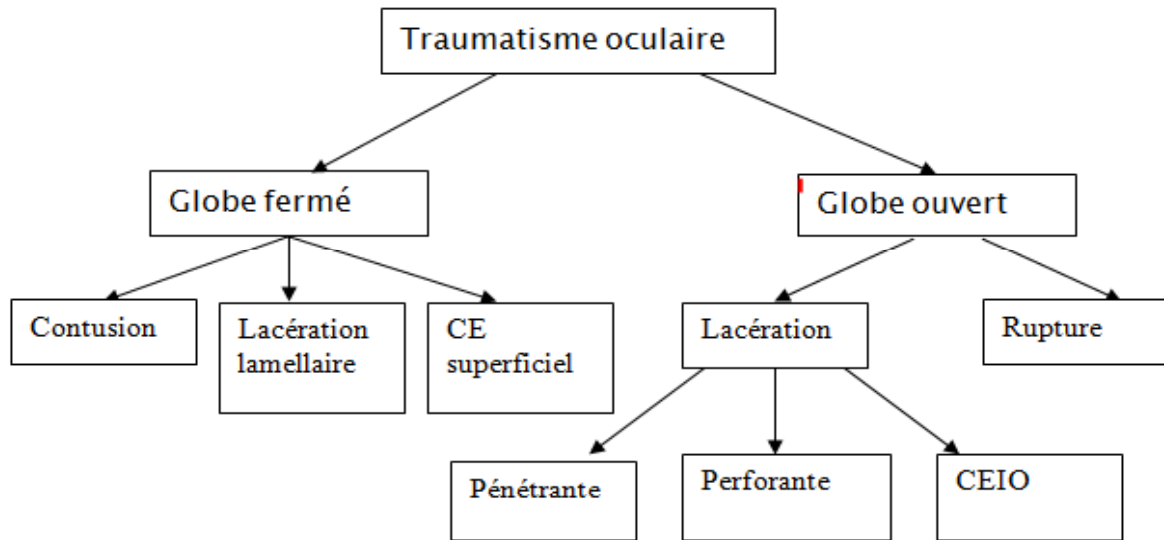 Traumatisme oculaire
Globe fermé
Globe ouvert
Contusion
Lacération
lamellaire
CE
superficiel
Lacération
Rupture
Pénétrante
Perforante
CEIO